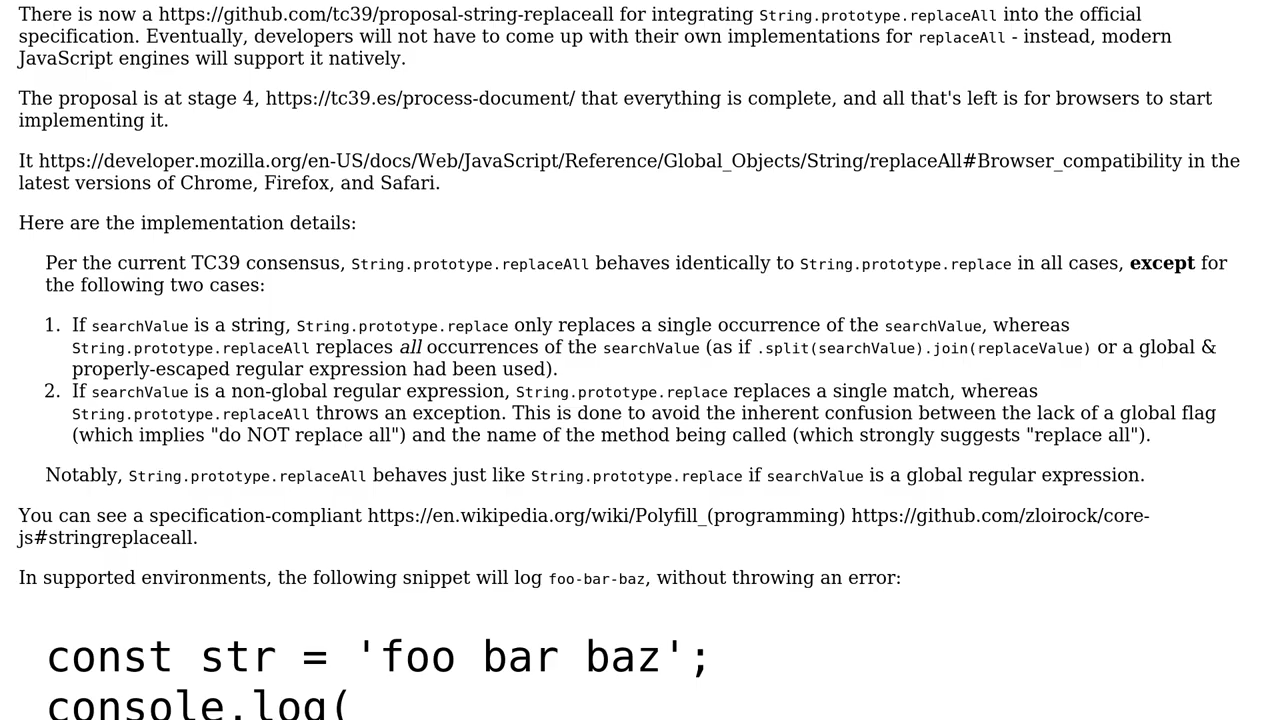 There is now a https://github.com/tc39/proposal-string-replaceall for integrating String.prototype.replaceAll into the official
specification. Eventually, developers will not have to come up with their own implementations for replaceAll - instead, modern
JavaScript engines will support it natively.
The proposal is at stage 4, https://tc39.es/process-document/ that everything is complete, and all that's left is for browsers to start
implementing it.
It https://developer.mozilla.org/en-US/docs/Web/JavaScript/Reference/Global_Objects/String/replaceAll#Browser_compatibility in the
latest versions of Chrome, Firefox, and Safari.
Here are the implementation details:
Per the current TC39 consensus, String.prototype.replaceAll behaves identically to String.prototype.replace in all cases, except for
the following two cases:
1. If searchValue is a string, String.prototype.replace only replaces a single occurrence of the searchValue, whereas
String.prototype.replaceAll replaces all occurrences of the searchValue (as if .split(searchValue).join(replaceValue) or a global &
properly-escaped regular expression had been used).
2. If searchValue is a non-global regular expression, String.prototype.replace replaces a single match, whereas
String.prototype.replaceAll throws an exception. This is done to avoid the inherent confusion between the lack of a global flag
(which implies "do NOT replace all") and the name of the method being called (which strongly suggests "replace all").
Notably, String.prototype.replaceAll behaves just like String.prototype.replace if searchValue is a global regular expression.
You can see a specification-compliant https://en.wikipedia.org/wiki/Polyfill_(programming) https://github.com/zloirock/core-
js#stringreplaceall.
In supported environments, the following snippet will log foo-bar-baz, without throwing an error:
const str = 'foo bar baz';
console.log(